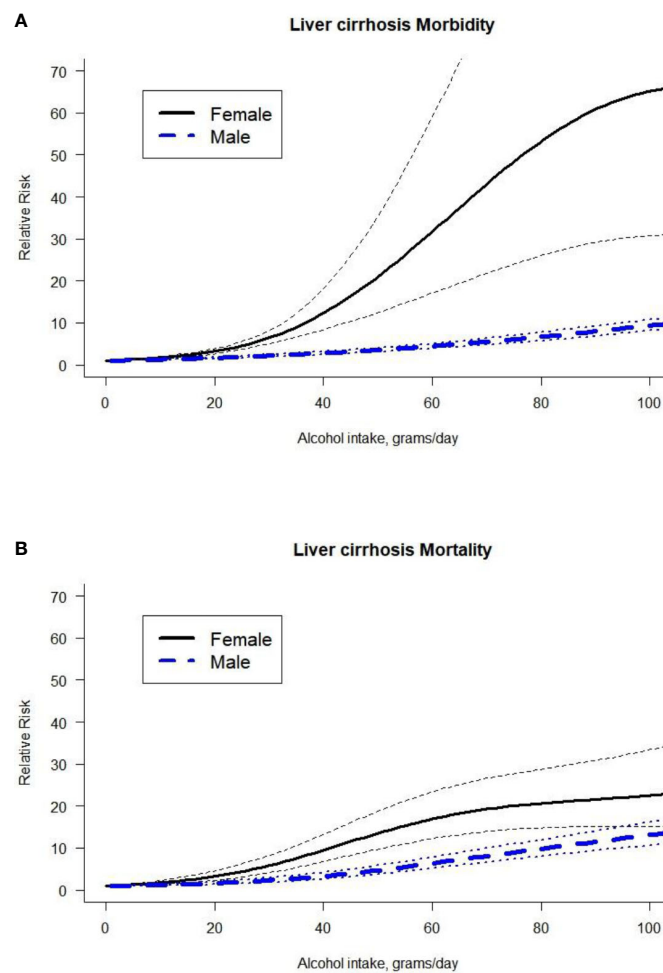 A
Liver cirrhosis Morbidity
70
60
50
40
30
20
10
0
Relative Risk
Female
Male
0 20 40 60 80 100
Alcohol intake, grams/day
B
Liver cirrhosis Mortality
70
60
50
40
30
20
10
0
Relative Risk
Female
Male
0 20 40 60 80 100
Alcohol intake, grams/day